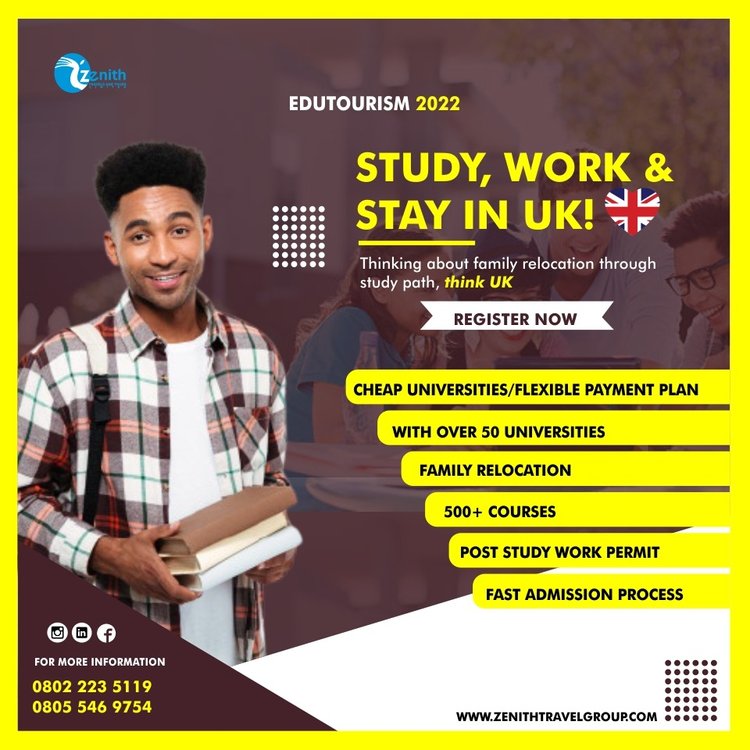 Zenith
EDUTOURISM 2022
STUDY, WORK &
STAY IN UK!
Thinking about family relocation through
study path, think UK
REGISTER NOW
CHEAP UNIVERSITIES/FLEXIBLE PAYMENT PLAN
WITH OVER 50 UNIVERSITIES
FAMILY RELOCATION
500+ COURSES
POST STUDY WORK PERMIT
FAST ADMISSION PROCESS
FOR MORE INFORMATION
0802 223 5119
0805 546 9754
WWW.ZENITHTRAVELGROUP.COM